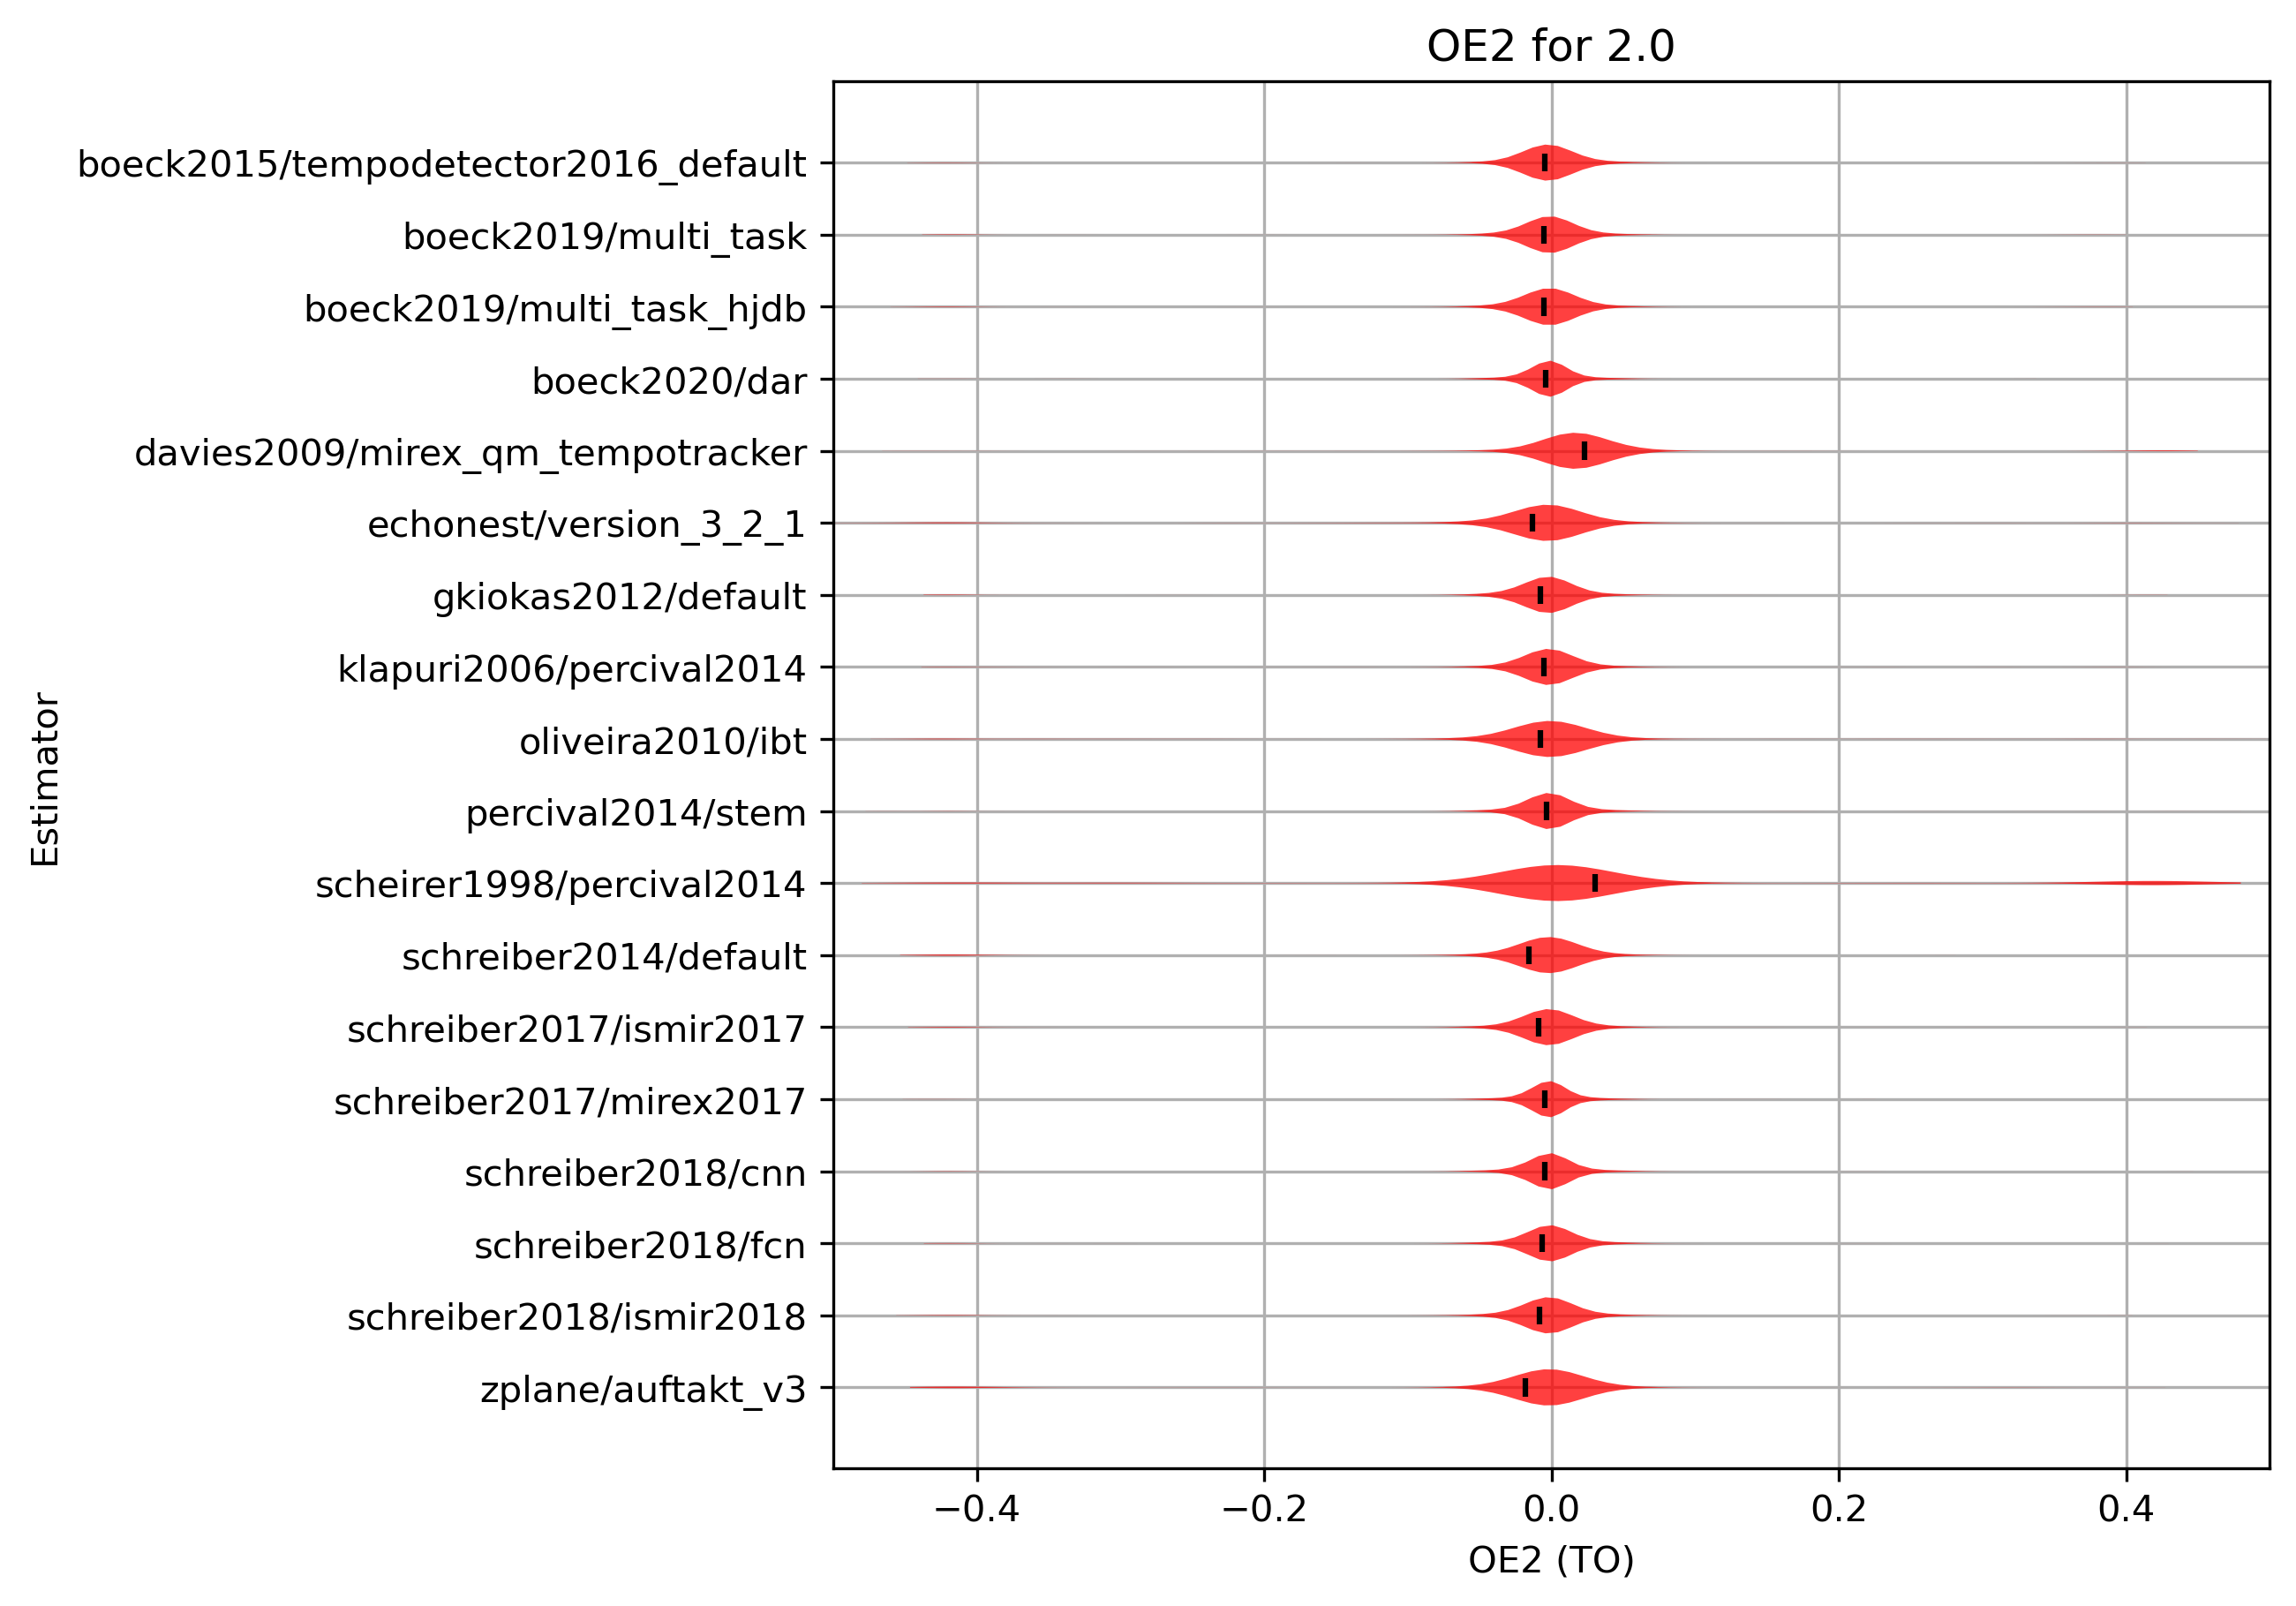 OE2 for 2.0
boeck2015/tempodetector2016_default
boeck2019/multi_task
boeck2019/multi_task_hjdb
boeck2020/dar
davies2009/mirex_qm_tempotracker
echonest/version_3_2_1
gkiokas2012/default
klapuri2006/percival2014
oliveira2010/ibt
percival2014/stem
scheirer1998/percival2014
schreiber2014/default
schreiber2017/ismir2017
schreiber2017/mirex2017
schreiber2018/cnn
schreiber2018/fcn
schreiber2018/ismir2018
zplane/auftakt_v3
Estimator
−0.4 −0.2 0.0 0.2 0.4
OE2 (TO)